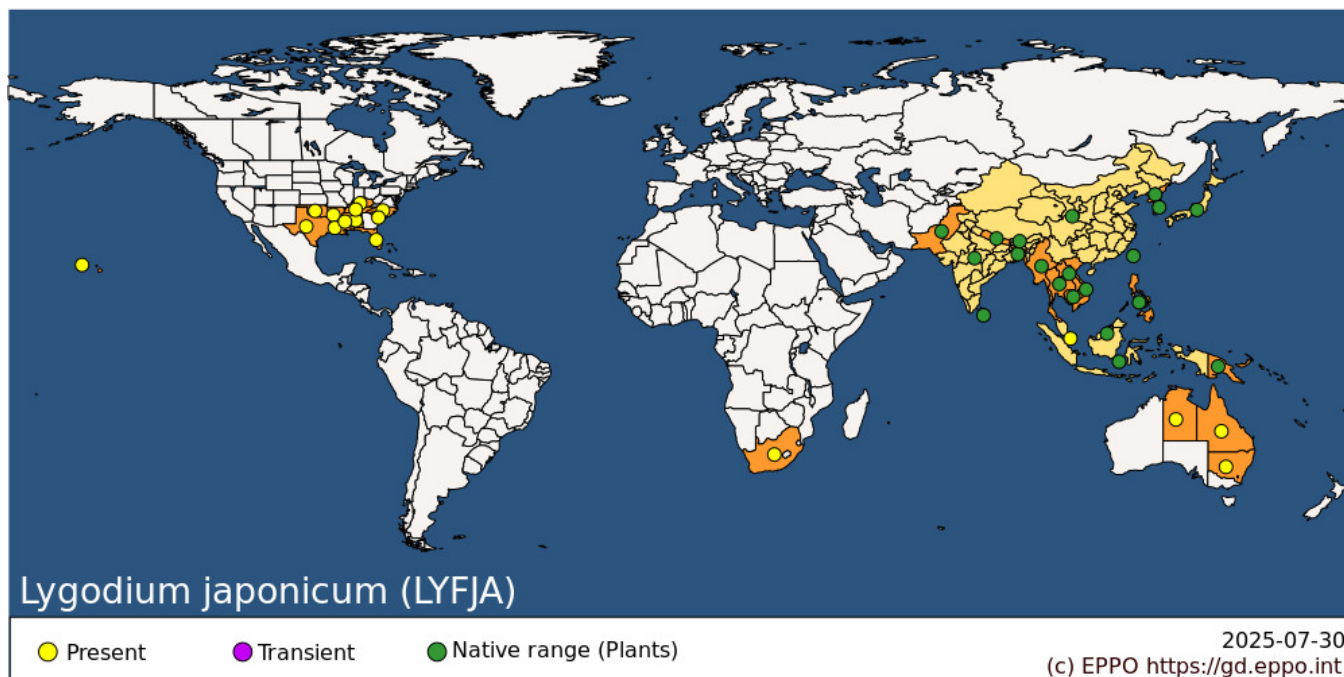 Lygodium japonicum (LYFJA)
Present
Transient
Native range (Plants)
2025-07-30
(c) EPPO https://gd.eppo.int